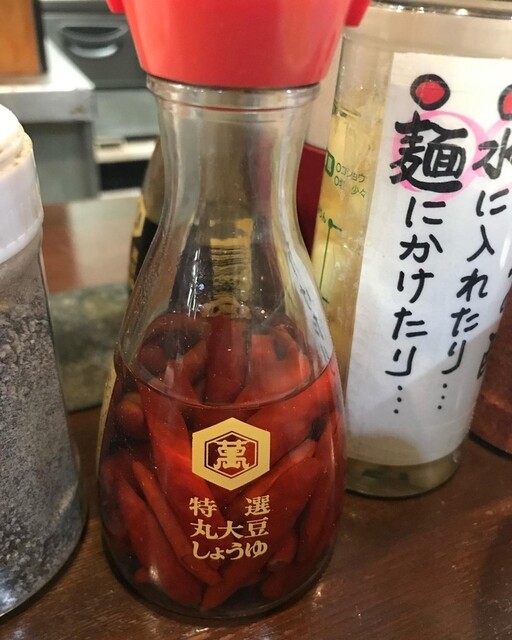 萬
特選
丸大豆
しょうゆ
麺にかけたり…
水に入れたり…